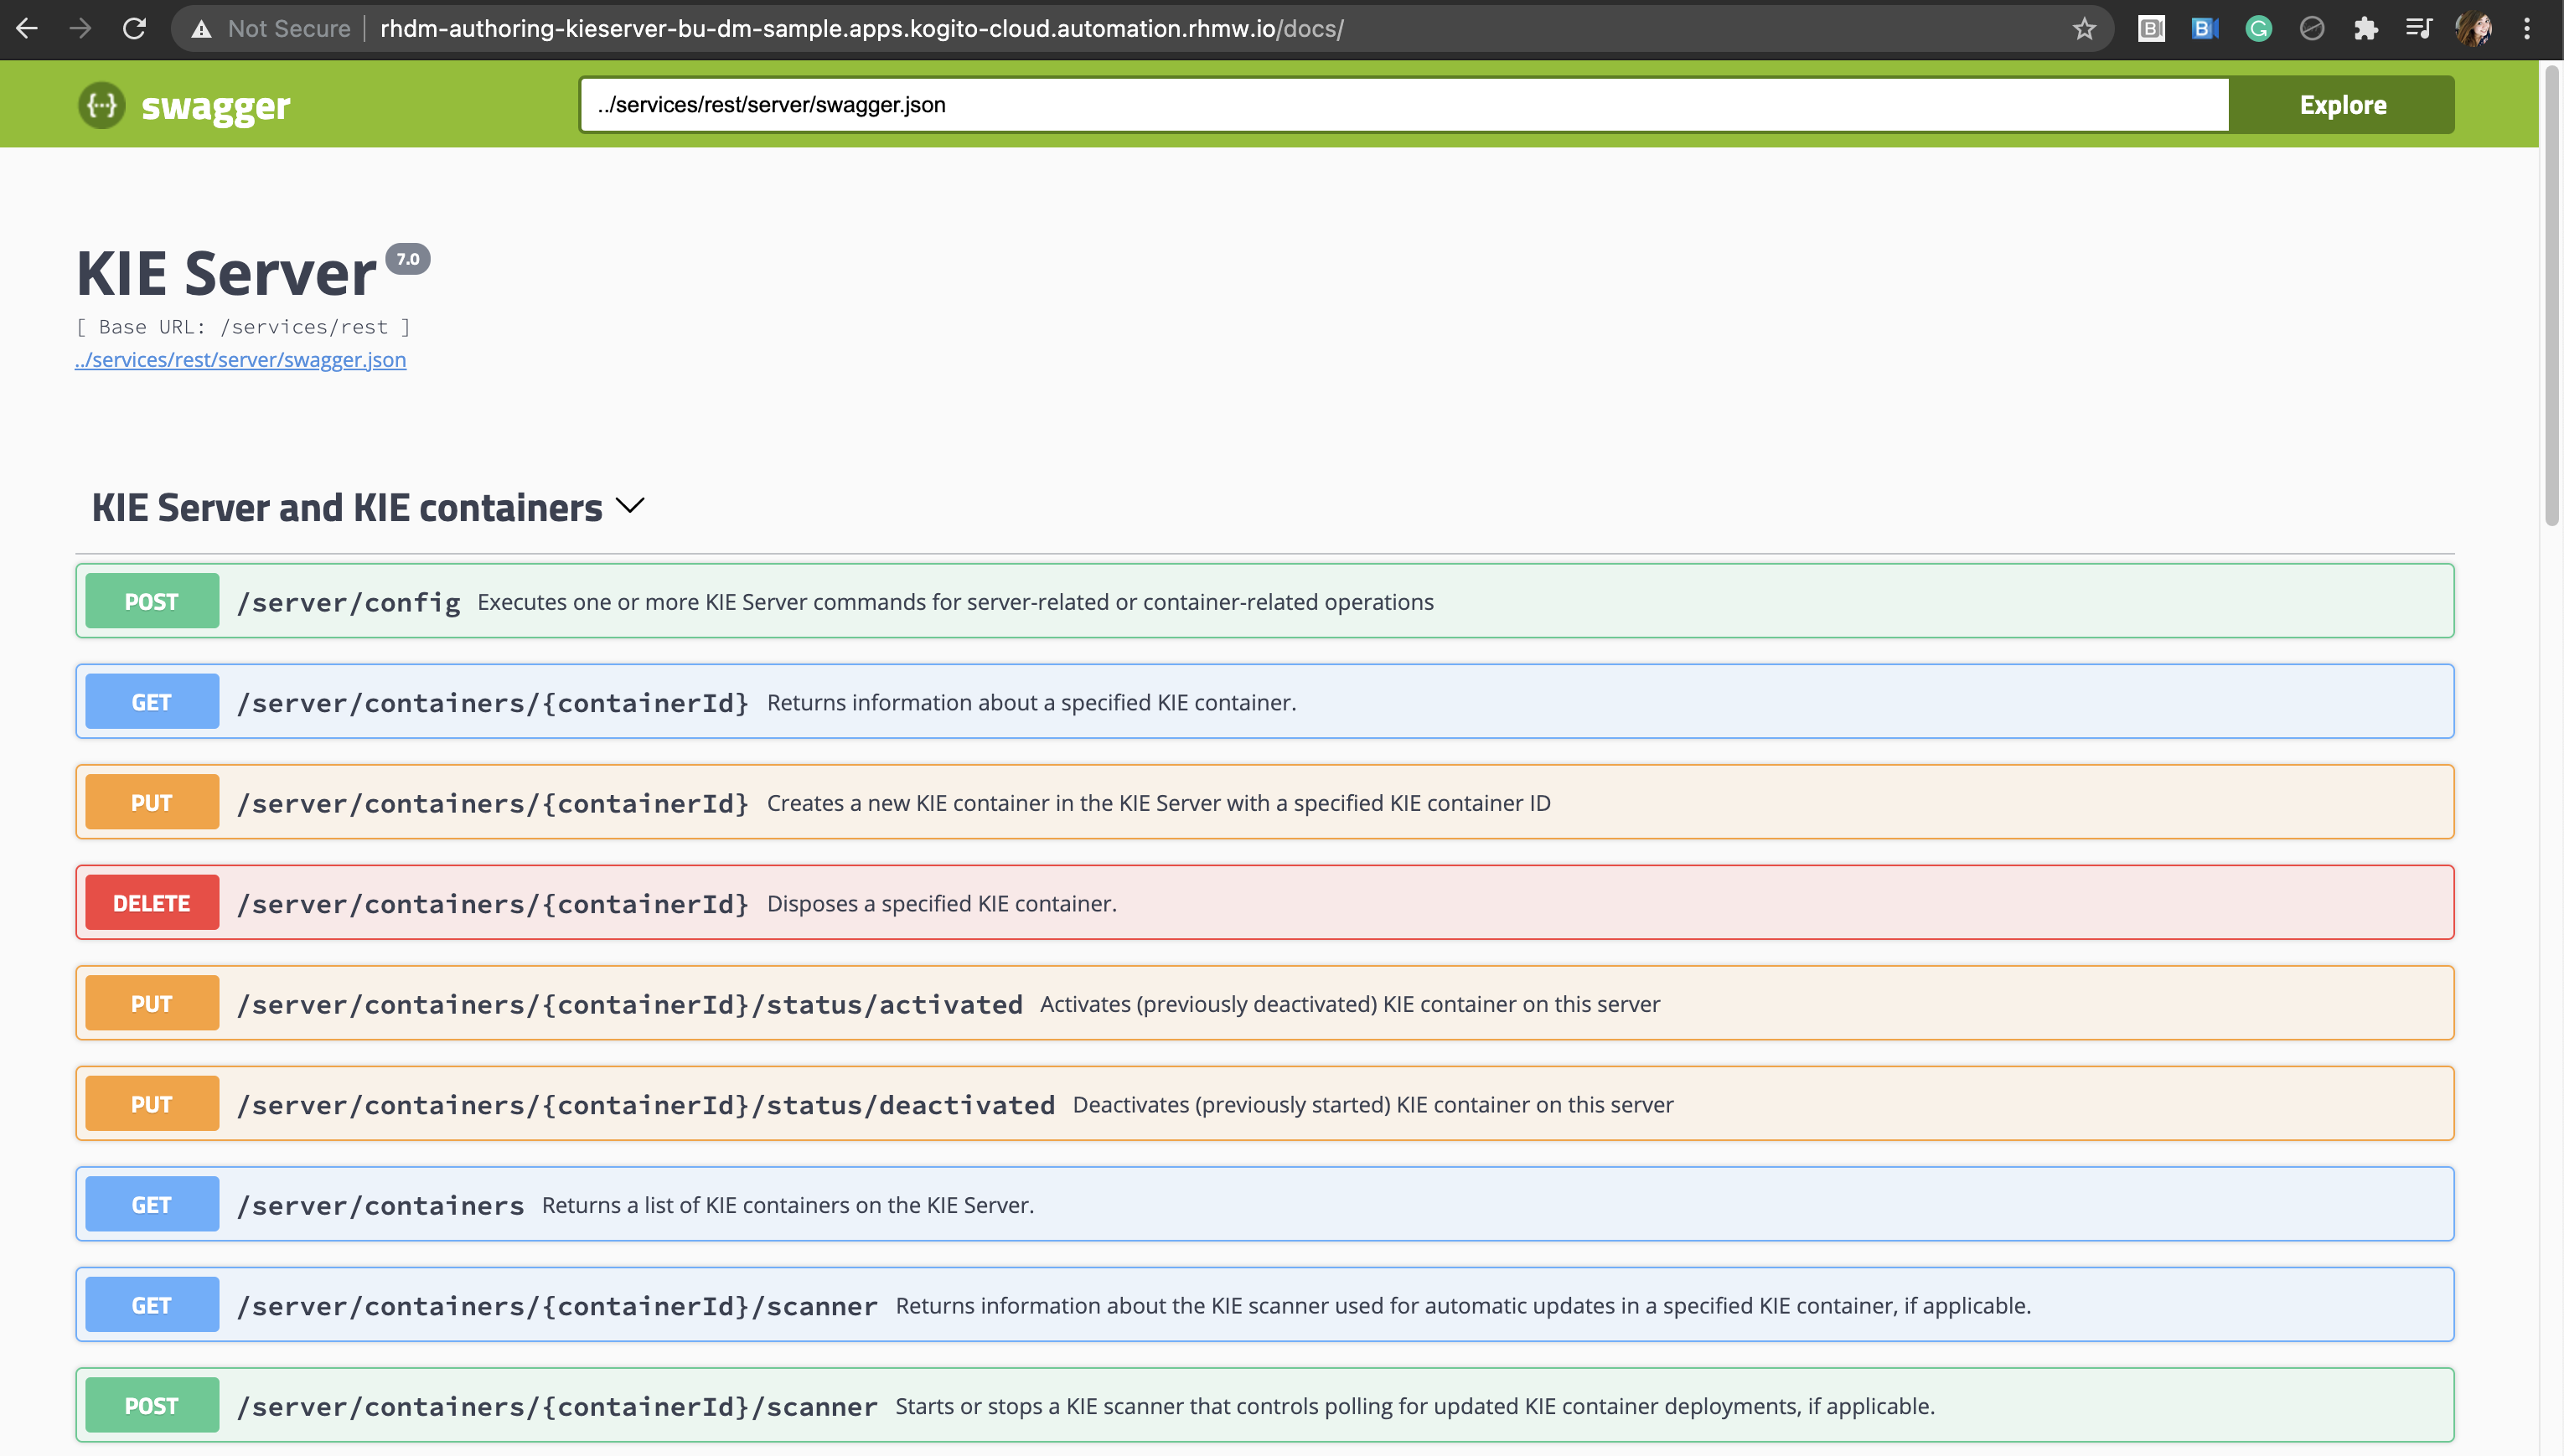 Not Secure rhdm-authoring-kieserver-bu-dm-sample.apps.kogito-cloud.automation.rhmw.io/docs/
swagger ../services/rest/server/swagger.json Explore
KIE Server 7.0
[ Base URL: /services/rest ]
../services/rest/server/swagger.json
KIE Server and KIE containers
POST /server/config Executes one or more KIE Server commands for server-related or container-related operations
GET /server/containers/{containerId} Returns information about a specified KIE container.
PUT /server/containers/{containerId} Creates a new KIE container in the KIE Server with a specified KIE container ID
DELETE /server/containers/{containerId} Disposes a specified KIE container.
PUT /server/containers/{containerId}/status/activated Activates (previously deactivated) KIE container on this server
PUT /server/containers/{containerId}/status/deactivated Deactivates (previously started) KIE container on this server
GET /server/containers Returns a list of KIE containers on the KIE Server.
GET /server/containers/{containerId}/scanner Returns information about the KIE scanner used for automatic updates in a specified KIE container, if applicable.
POST /server/containers/{containerId}/scanner Starts or stops a KIE scanner that controls polling for updated KIE container deployments, if applicable.